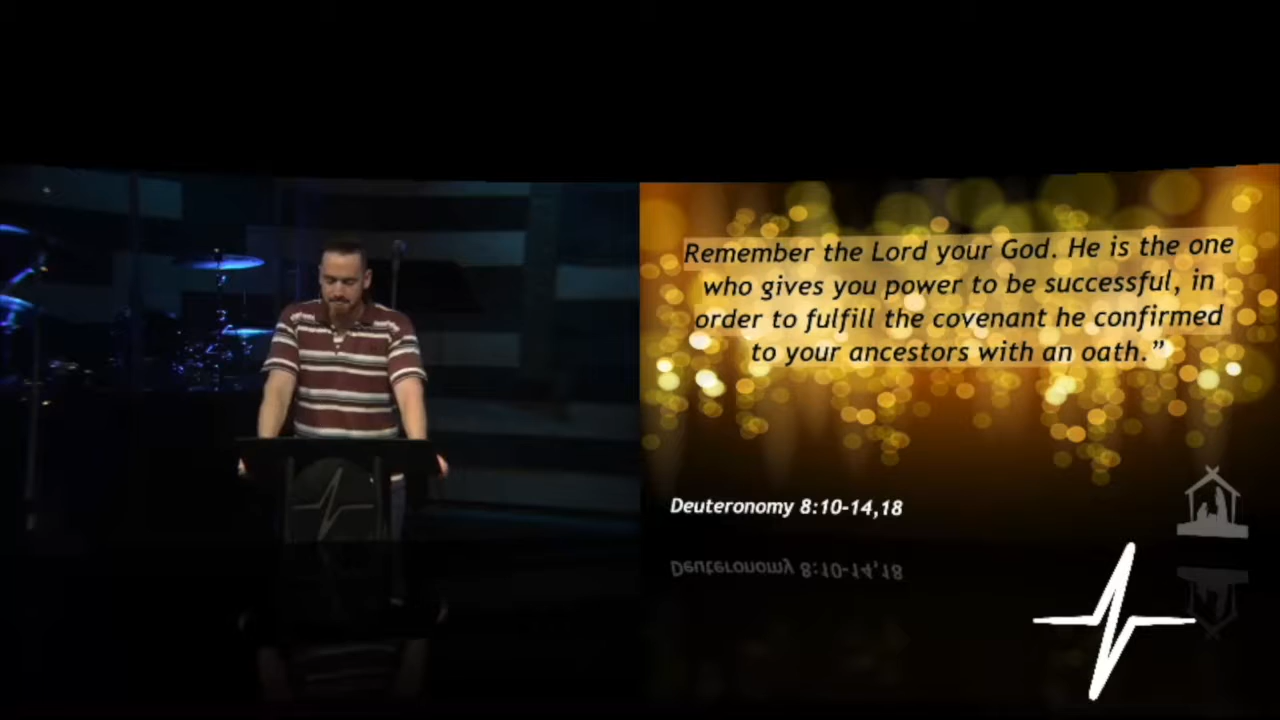 Remember the Lord your God. He is the one
who gives you power to be successful, in
order to fulfill the covenant he confirmed
to your ancestors with an oath.”
Deuteronomy 8:10-14,18